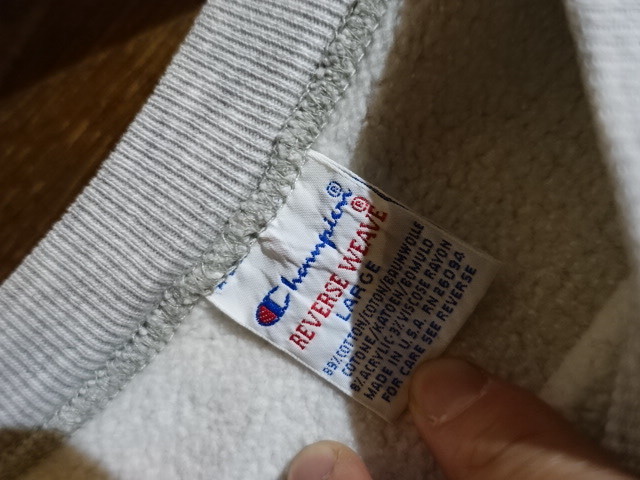 Champion®
REVERSE WEAVE®
LARGE
89% COTTON/COTON/BAUMWOLLE
COTONE/KATOEN/BOMULD
8% ACRYLIC-3% VISCOSE RAYON
MADE IN U.S.A. RN 26094
FOR CARE SEE REVERSE